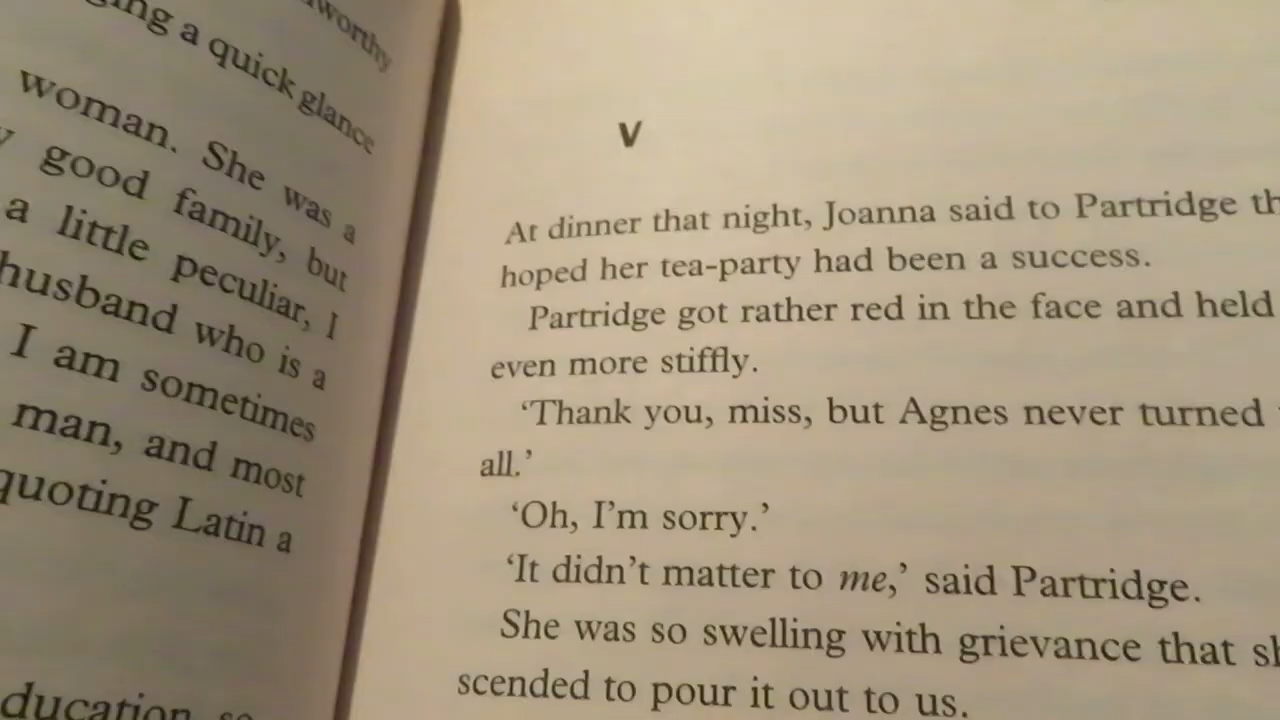 worthy
a quick glance
woman. She was a
good family, but
a little peculiar, I
husband who is a
I am sometimes
man, and most
quoting Latin a
v
At dinner that night, Joanna said to Partridge th
hoped her tea-party had been a success.
Partridge got rather red in the face and held
even more stiffly.
‘Thank you, miss, but Agnes never turned
all.’
‘Oh, I’m sorry.’
‘It didn’t matter to me,’ said Partridge.
She was so swelling with grievance that sh
scended to pour it out to us.